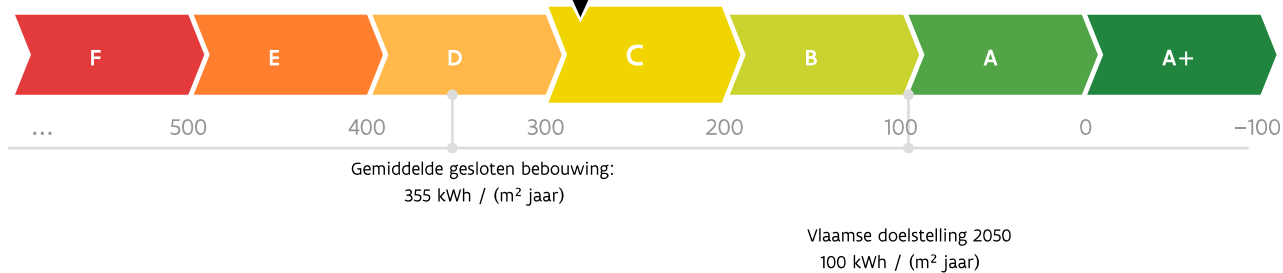 F E D C B A A+
... 500 400 300 200 100 0 −100
Gemiddelde gesloten bebouwing:
355 kWh / (m² jaar)
Vlaamse doelstelling 2050
100 kWh / (m² jaar)